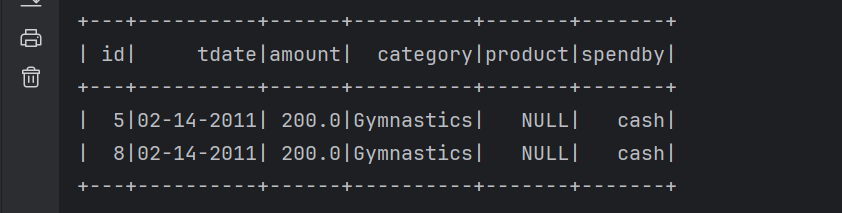 +---+----------+------+----------+-------+-------+
| id|     tdate|amount|  category|product|spendby|
+---+----------+------+----------+-------+-------+
|  5|02-14-2011| 200.0|Gymnastics|   NULL|   cash|
|  8|02-14-2011| 200.0|Gymnastics|   NULL|   cash|
+---+----------+------+----------+-------+-------+